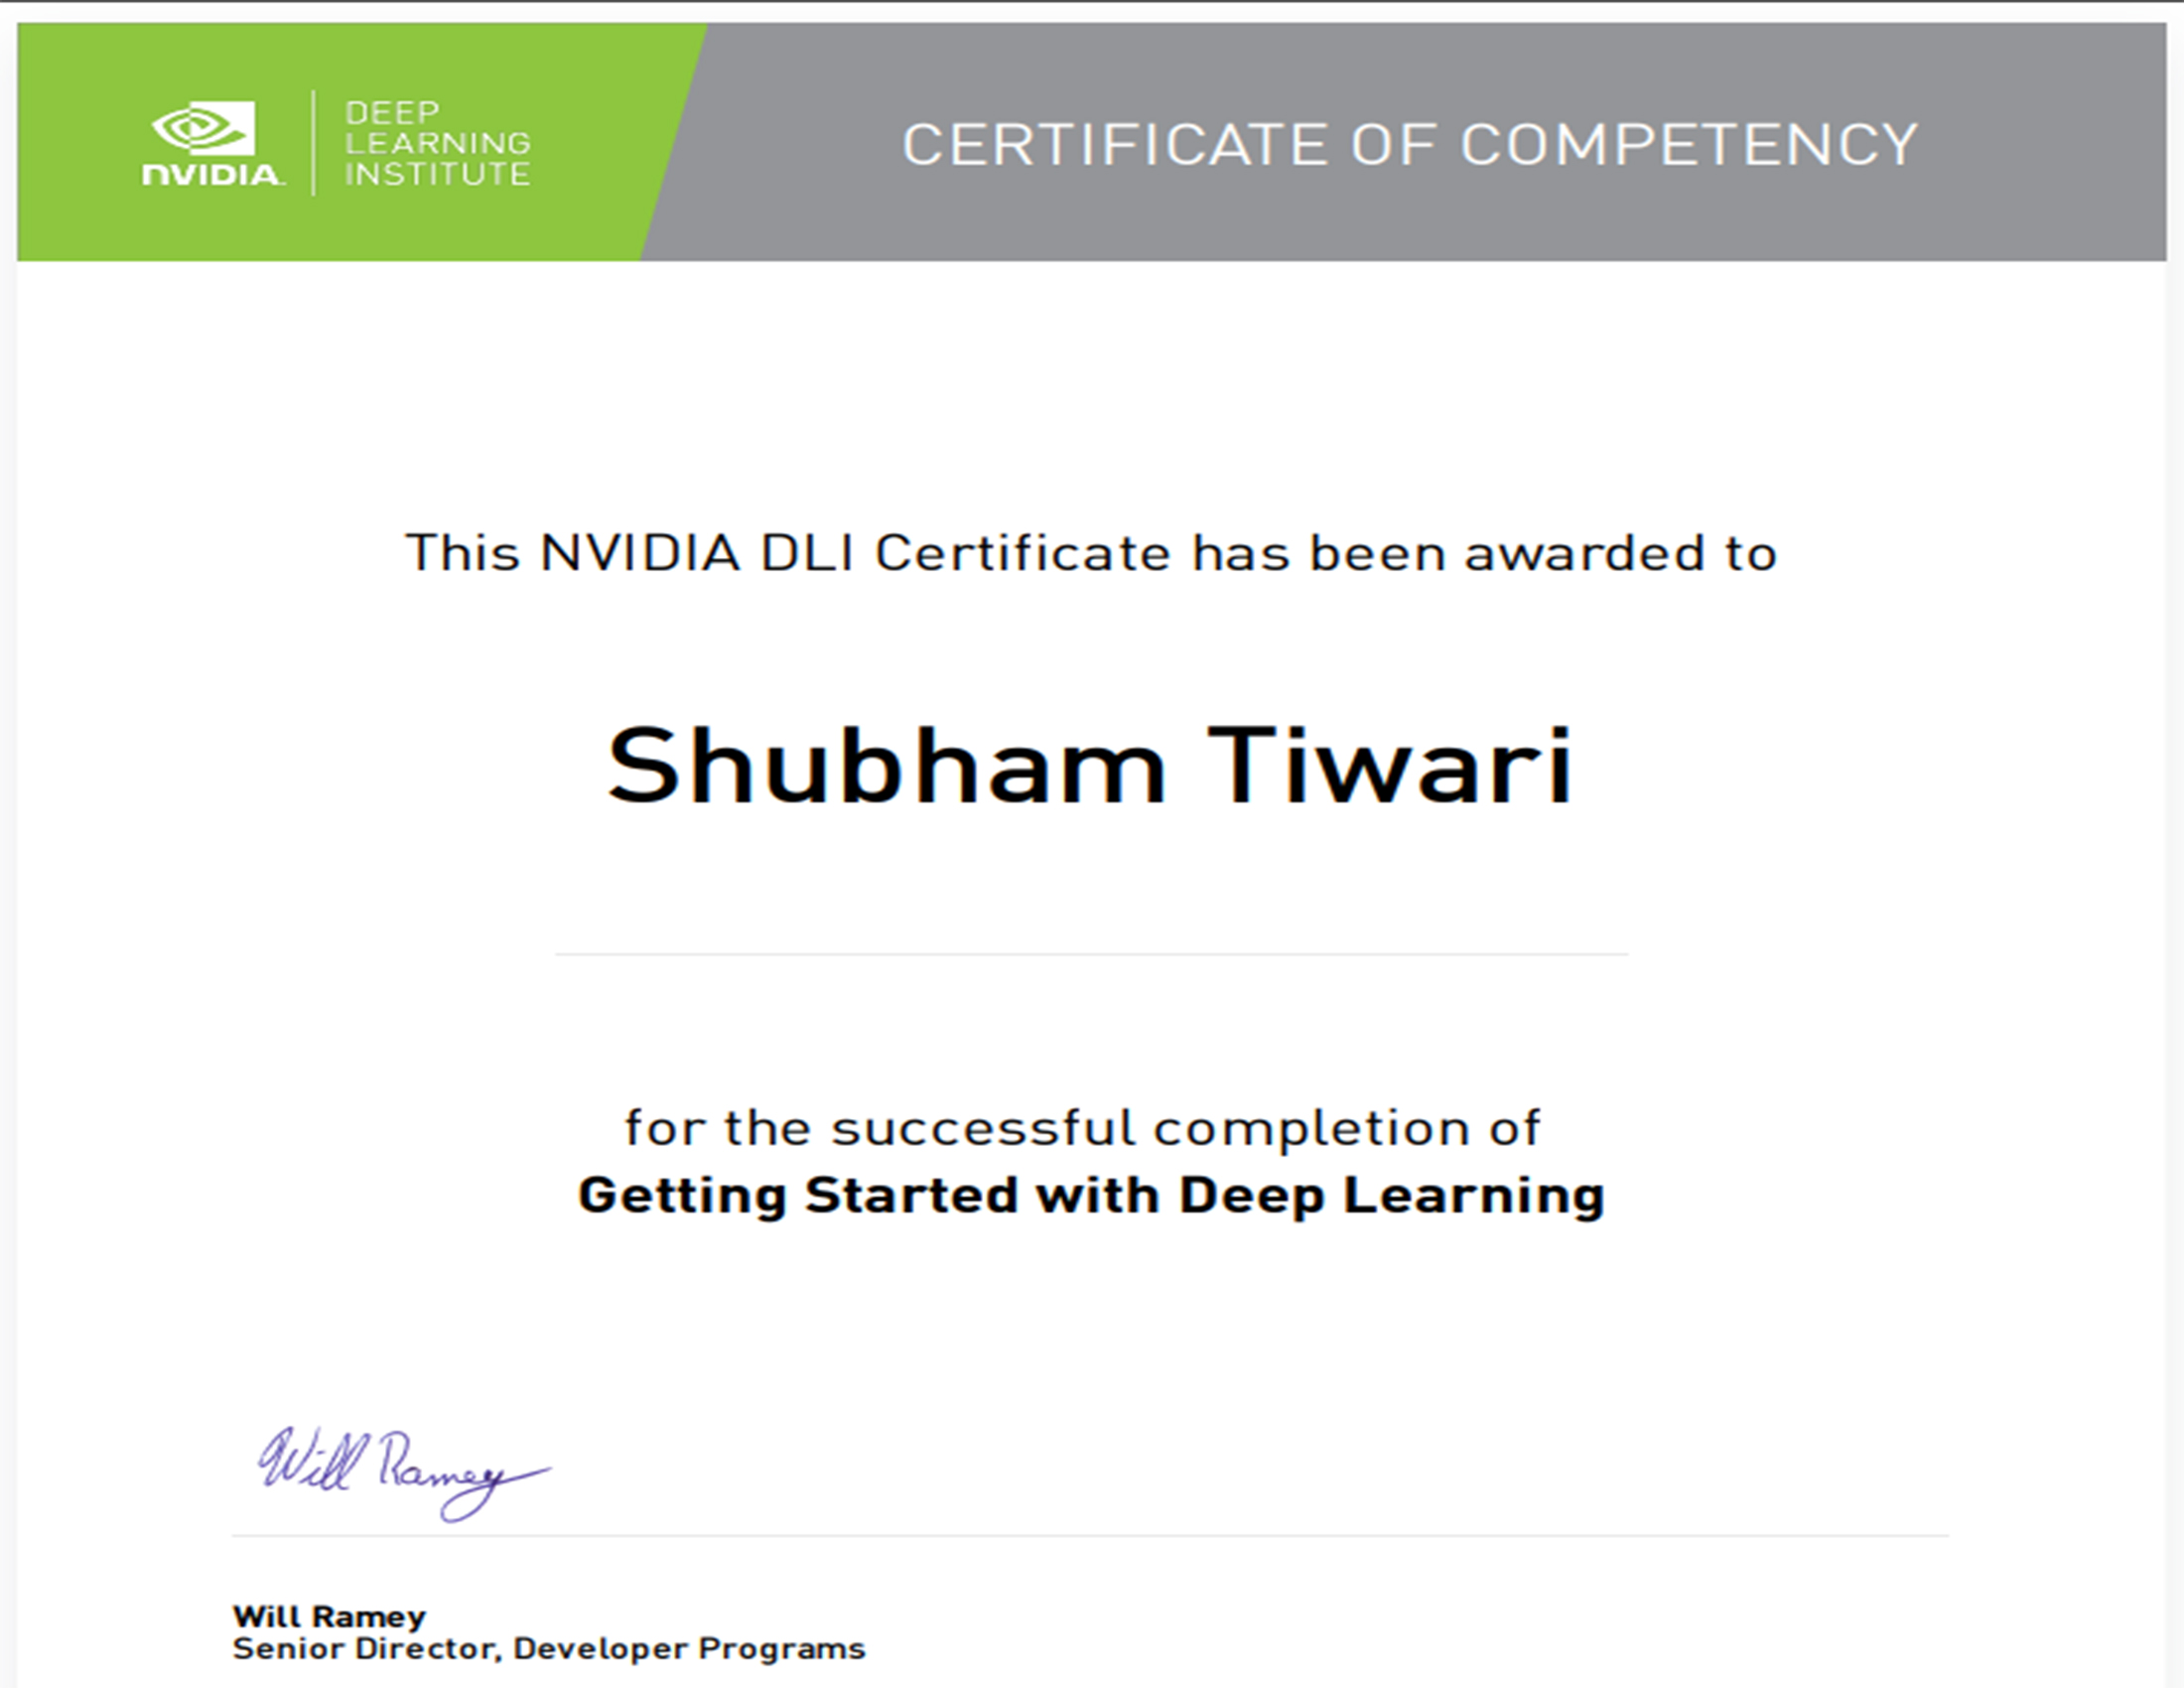 NVIDIA.
DEEP
LEARNING
INSTITUTE
CERTIFICATE OF COMPETENCY
This NVIDIA DLI Certificate has been awarded to
Shubham Tiwari
for the successful completion of
Getting Started with Deep Learning
Will Ramey
Will Ramey
Senior Director, Developer Programs